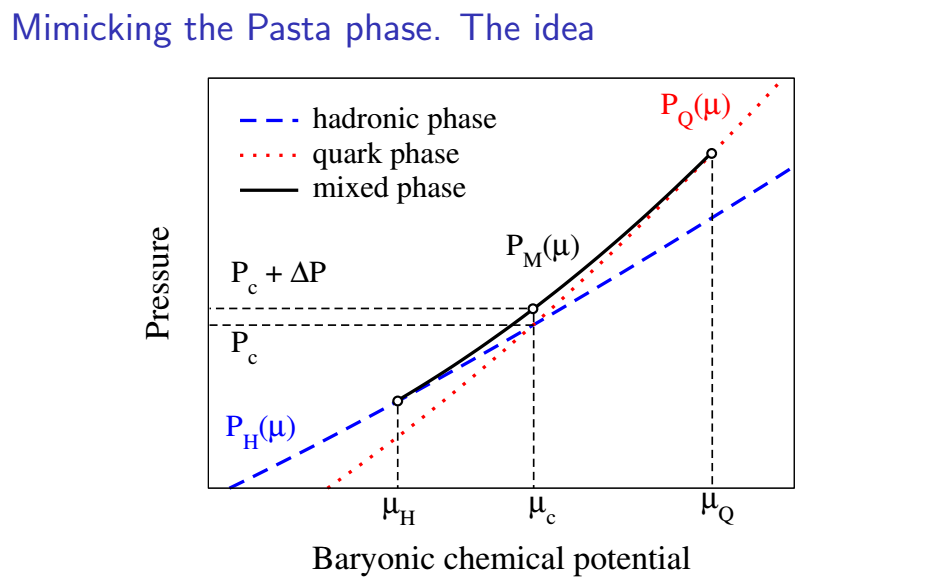 Mimicking the Pasta phase. The idea
hadronic phase
quark phase
mixed phase
P_Q(μ)
P_M(μ)
P_c + ΔP
P_c
P_H(μ)
Pressure
μ_H
μ_c
μ_Q
Baryonic chemical potential